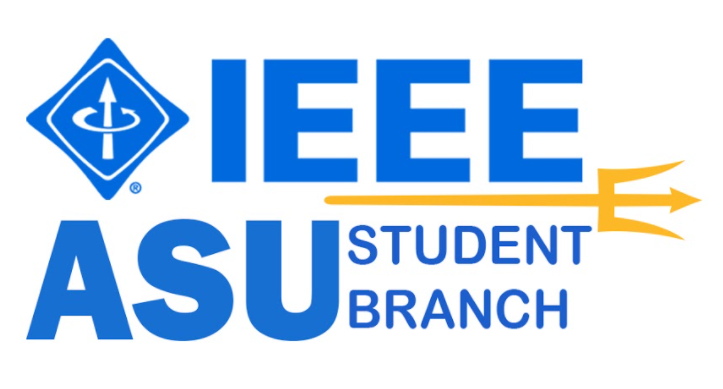 IEEE
®
ASU
STUDENT
BRANCH